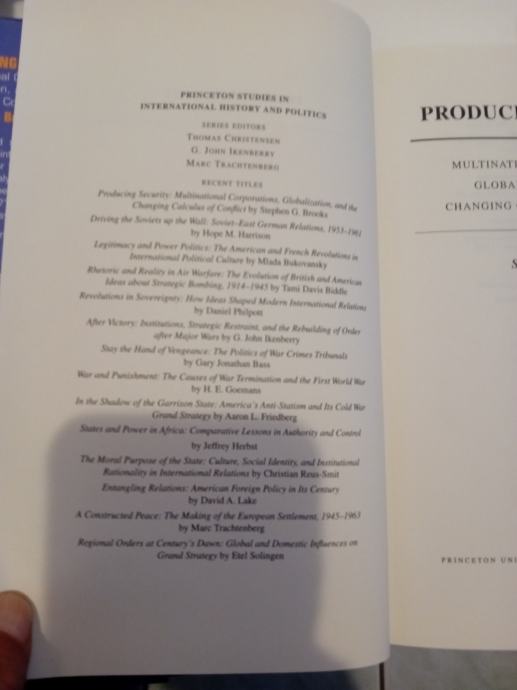 PRINCETON STUDIES IN
INTERNATIONAL HISTORY AND POLITICS
SERIES EDITORS
THOMAS CHRISTENSEN
G. JOHN IKENBERRY
MARC TRACHTENBERG
RECENT TITLES
Producing Security: Multinational Corporations, Globalization, and the
Changing Calculus of Conflict by Stephen G. Brooks
Driving the Soviets up the Wall: Soviet-East German Relations, 1953-1961
by Hope M. Harrison
Legitimacy and Power Politics: The American and French Revolutions in
International Political Culture by Mlada Bukovansky
Rhetoric and Reality in Air Warfare: The Evolution of British and American
Ideas about Strategic Bombing, 1914-1945 by Tami Davis Biddle
Revolutions in Sovereignty: How Ideas Shaped Modern International Relations
by Daniel Philpott
After Victory: Institutions, Strategic Restraint, and the Rebuilding of Order
after Major Wars by G. John Ikenberry
Stay the Hand of Vengeance: The Politics of War Crimes Tribunals
by Gary Jonathan Bass
War and Punishment: The Causes of War Termination and the First World War
by H. E. Goemans
In the Shadow of the Garrison State: America's Anti-Statism and Its Cold War
Grand Strategy by Aaron L. Friedberg
States and Power in Africa: Comparative Lessons in Authority and Control
by Jeffrey Herbst
The Moral Purpose of the State: Culture, Social Identity, and Institutional
Rationality in International Relations by Christian Reus-Smit
Entangling Relations: American Foreign Policy in Its Century
by David A. Lake
A Constructed Peace: The Making of the European Settlement, 1945-1963
by Marc Trachtenberg
Regional Orders at Century's Dawn: Global and Domestic Influences on
Grand Strategy by Etel Solingen
PRODUC
MULTINAT
GLOBA
CHANGING
S
PRINCETON UNI